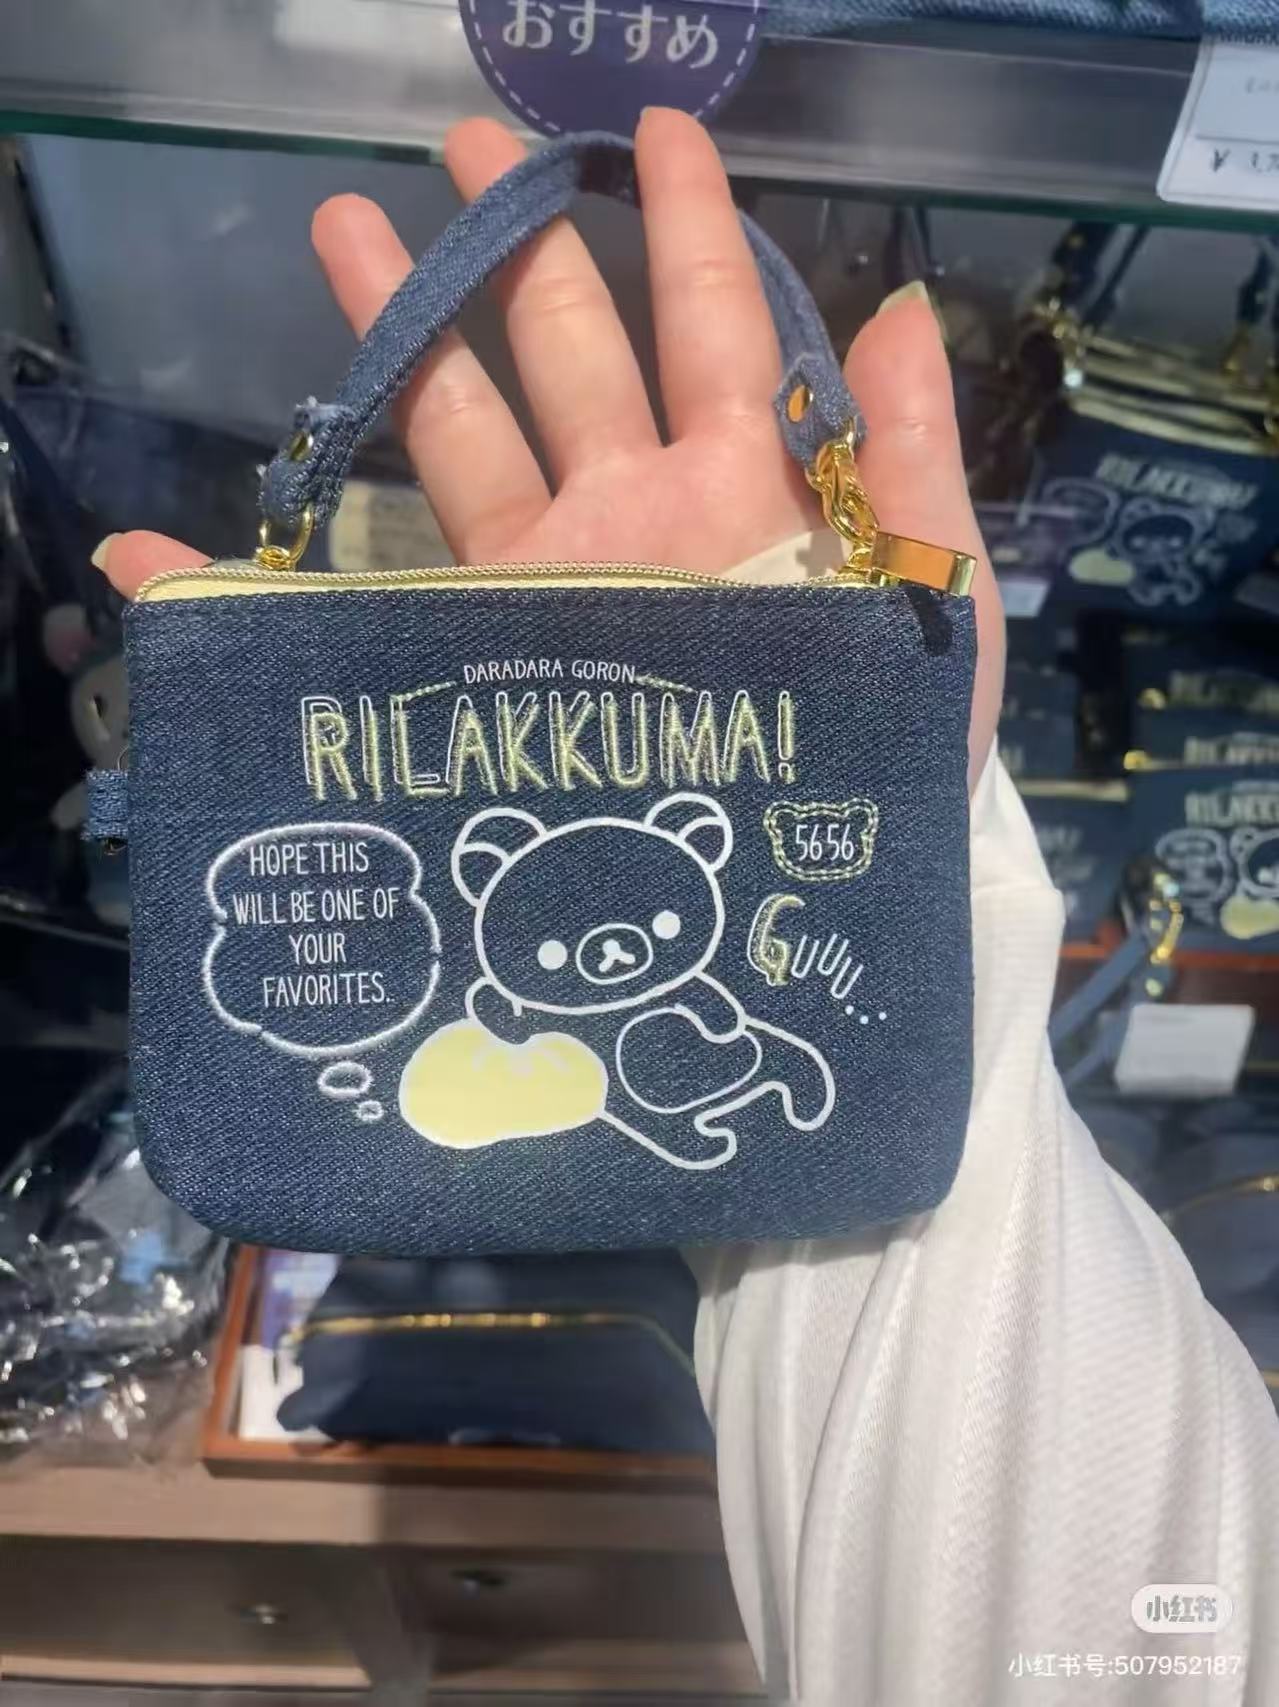 おすすめ
DARADARA GORON
RILAKKUMA!
HOPE THIS
WILL BE ONE OF
YOUR
FAVORITES.
5656
GUUU...
RILAKKUMA
小红书
小红书号:507952187